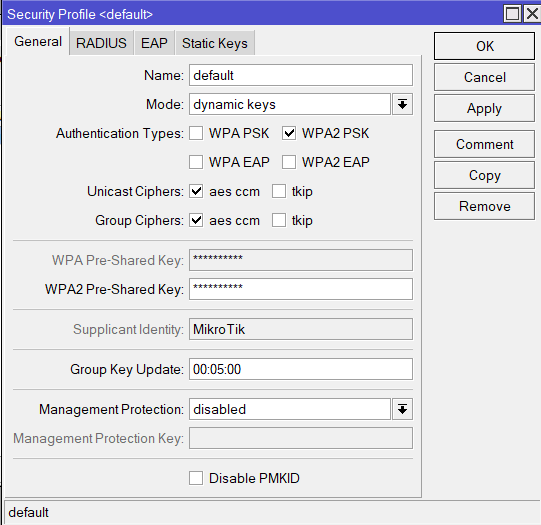 Security Profile <default>
General RADIUS EAP Static Keys
OK
Name: default
Cancel
Mode: dynamic keys
Apply
Authentication Types: WPA PSK WPA2 PSK
Comment
WPA EAP WPA2 EAP
Copy
Unicast Ciphers: aes ccm tkip
Remove
Group Ciphers: aes ccm tkip
WPA Pre-Shared Key: **********
WPA2 Pre-Shared Key: **********
Supplicant Identity: MikroTik
Group Key Update: 00:05:00
Management Protection: disabled
Management Protection Key:
Disable PMKID
default